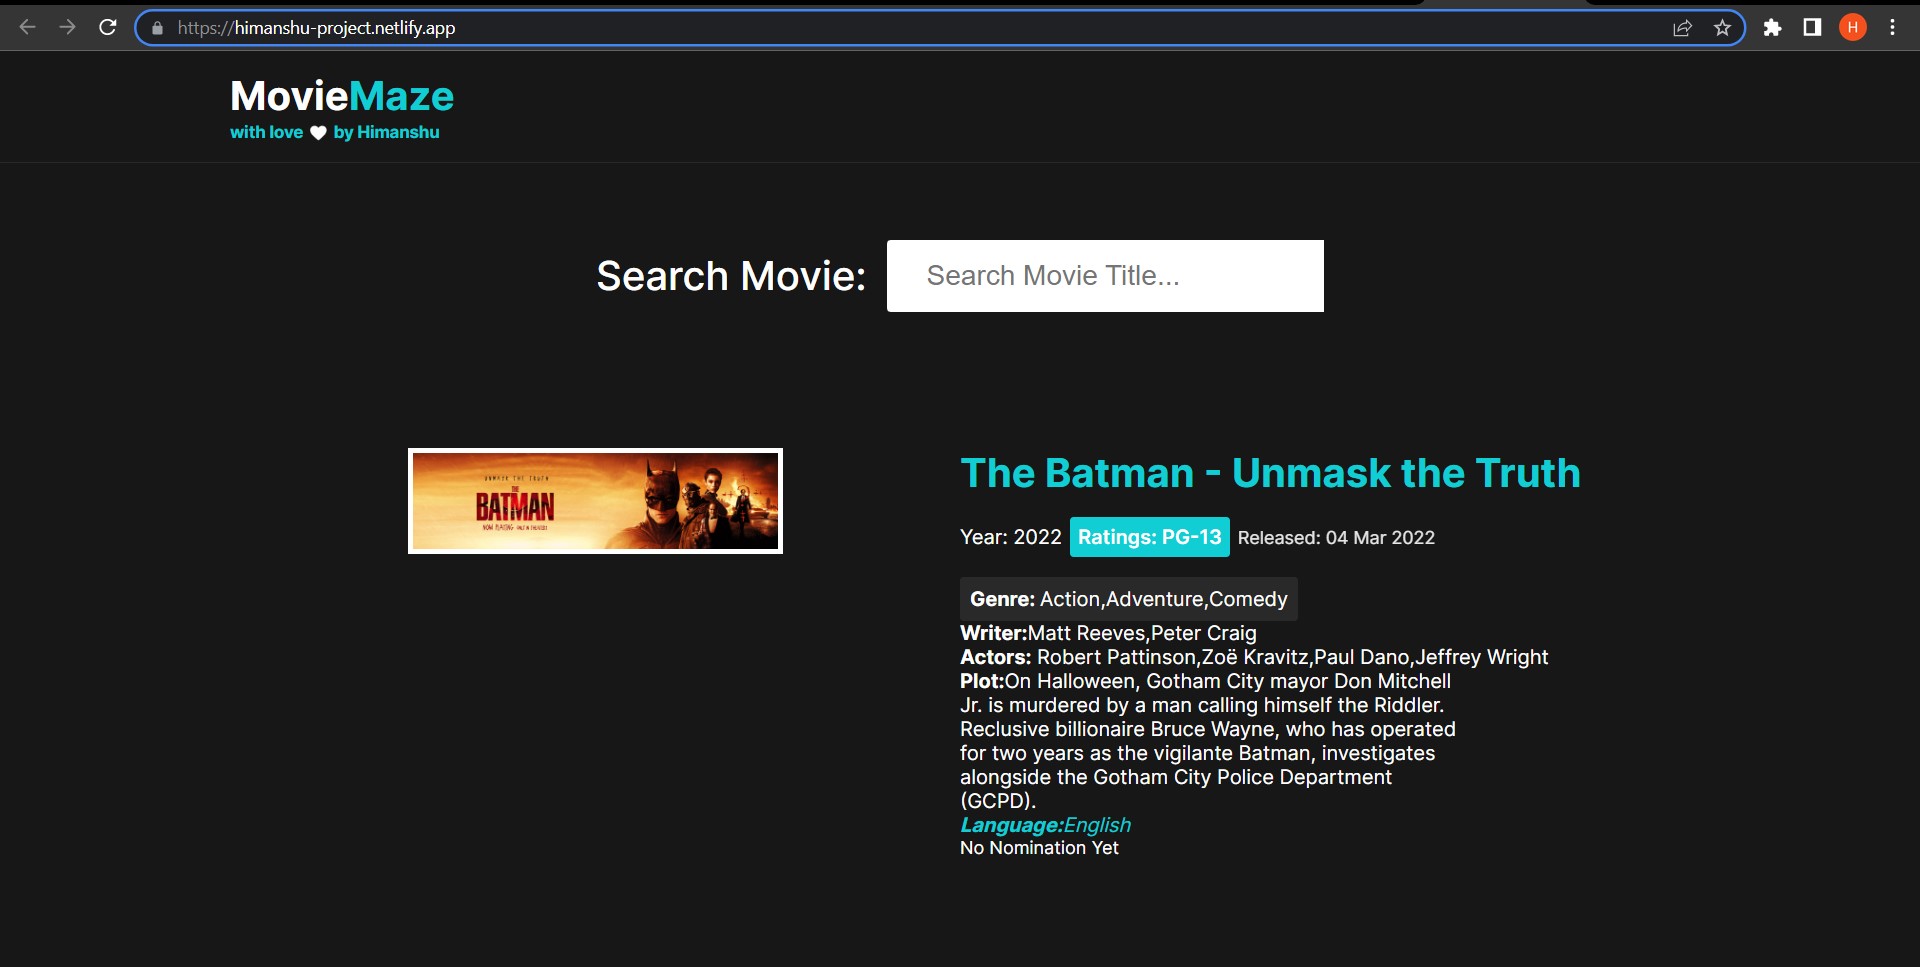 https://himanshu-project.netlify.app
H
MovieMaze
with love 🤍 by Himanshu
Search Movie:
Search Movie Title...
UNMASK THE TRUTH
THE
BATMAN
NOW PLAYING ONLY IN THEATRES
The Batman - Unmask the Truth
Year: 2022 Ratings: PG-13 Released: 04 Mar 2022
Genre: Action,Adventure,Comedy
Writer:Matt Reeves,Peter Craig
Actors: Robert Pattinson,Zoë Kravitz,Paul Dano,Jeffrey Wright
Plot:On Halloween, Gotham City mayor Don Mitchell
Jr. is murdered by a man calling himself the Riddler.
Reclusive billionaire Bruce Wayne, who has operated
for two years as the vigilante Batman, investigates
alongside the Gotham City Police Department
(GCPD).
Language:English
No Nomination Yet